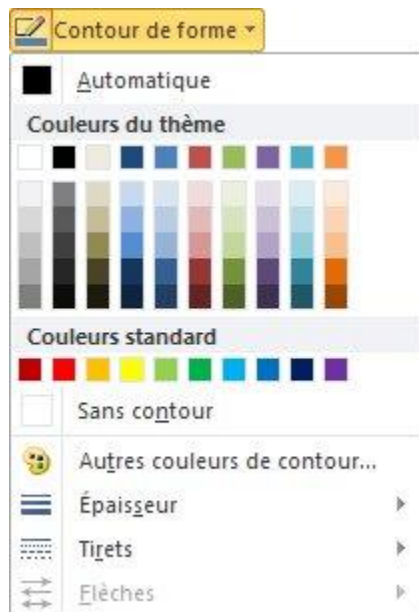 Contour de forme
Automatique
Couleurs du thème
Couleurs standard
Sans contour
Autres couleurs de contour...
Épaisseur
Tirets
Flèches